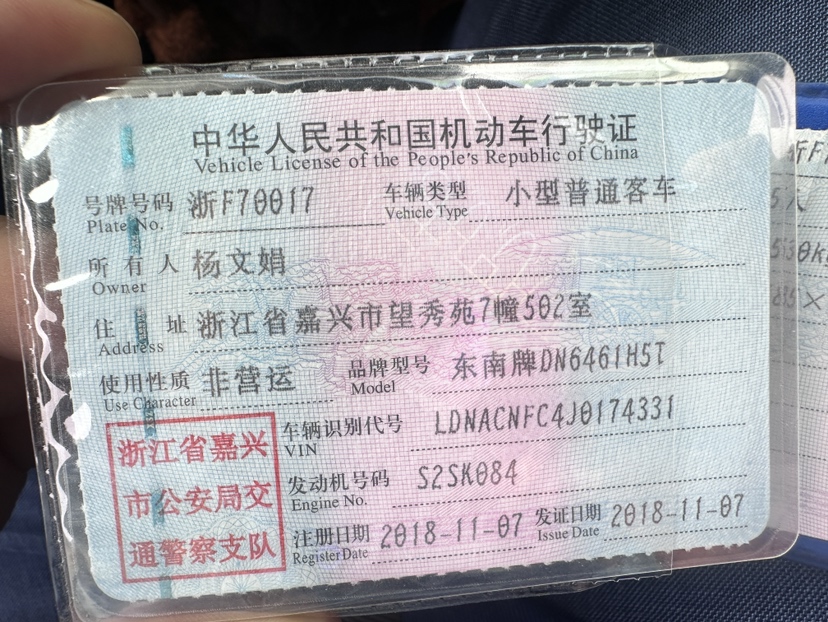 中华人民共和国机动车行驶证
Vehicle License of the People's Republic of China
号牌号码 浙F70017 车辆类型 小型普通客车
Plate No. Vehicle Type
所有人 杨文娟
Owner
住址 浙江省嘉兴市望秀苑7幢502室
Address
使用性质 非营运 品牌型号 东南牌DN6461H5T
Use Character Model
车辆识别代号 LDNACNFC4J0174331
VIN
发动机号码 S2SK084
Engine No.
注册日期 2018-11-07 发证日期 2018-11-07
Register Date Issue Date
浙江省嘉兴
市公安局交
通警察支队